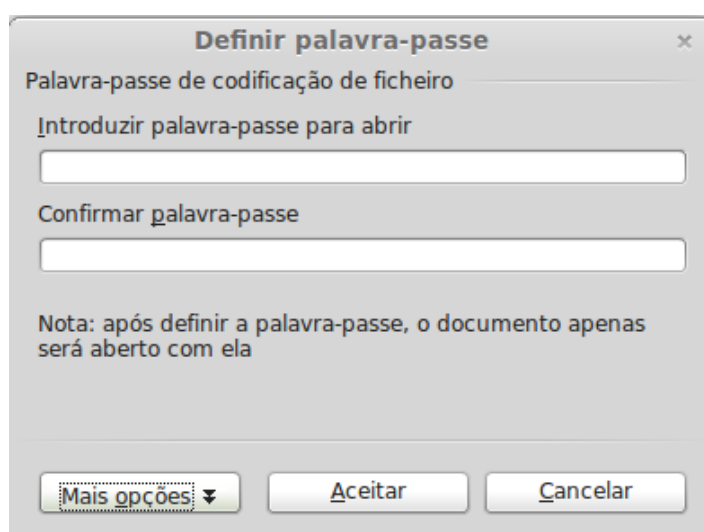 Definir palavra-passe
Palavra-passe de codificação de ficheiro
Introduzir palavra-passe para abrir
Confirmar palavra-passe
Nota: após definir a palavra-passe, o documento apenas
será aberto com ela
Mais opções Aceitar Cancelar